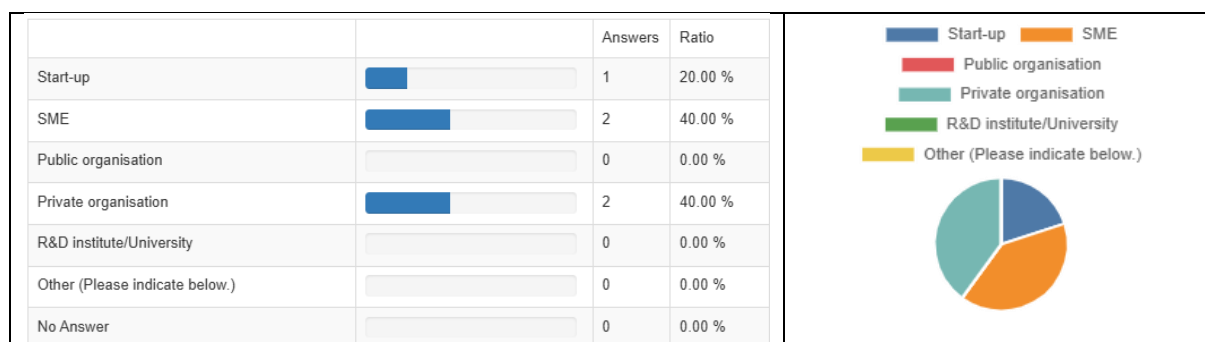 Answers Ratio
Start-up 1 20.00 %
SME 2 40.00 %
Public organisation 0 0.00 %
Private organisation 2 40.00 %
R&D institute/University 0 0.00 %
Other (Please indicate below.) 0 0.00 %
No Answer 0 0.00 %
Start-up SME
Public organisation
Private organisation
R&D institute/University
Other (Please indicate below.)